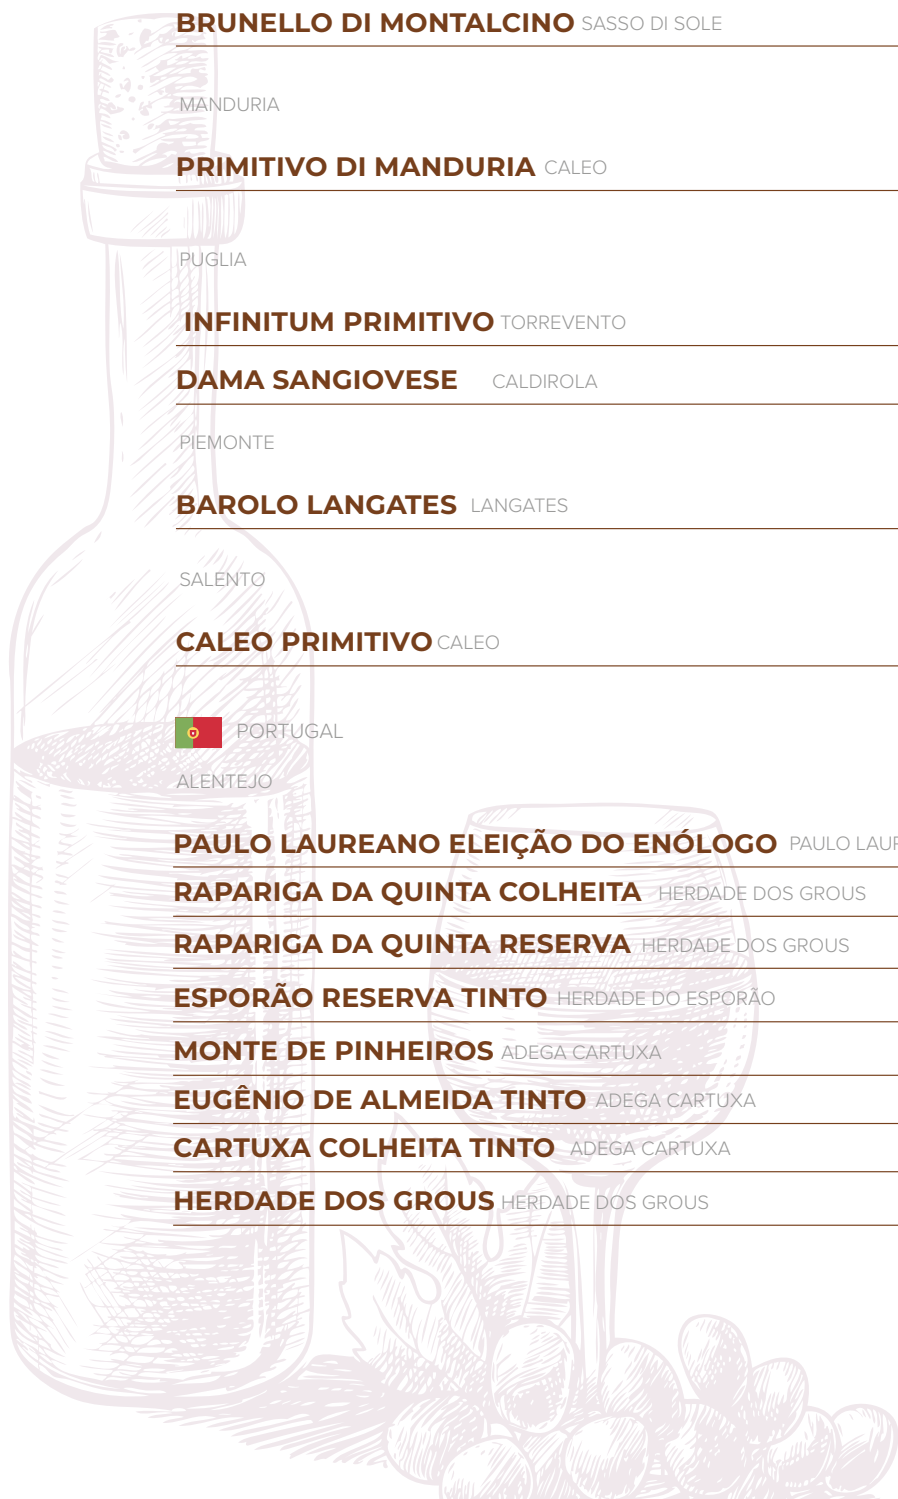 BRUNELLO DI MONTALCINO SASSO DI SOLE
MANDURIA
PRIMITIVO DI MANDURIA CALEO
PUGLIA
INFINITUM PRIMITIVO TORREVENTO
DAMA SANGIOVESE CALDIROLA
PIEMONTE
BAROLO LANGATES LANGATES
SALENTO
CALEO PRIMITIVO CALEO
PORTUGAL
ALENTEJO
PAULO LAUREANO ELEIÇÃO DO ENÓLOGO PAULO
RAPARIGA DA QUINTA COLHEITA HERDADE DOS GROUS
RAPARIGA DA QUINTA RESERVA HERDADE DOS GROUS
ESPORÃO RESERVA TINTO HERDADE DO ESPORÃO
MONTE DE PINHEIROS ADEGA CARTUXA
EUGÊNIO DE ALMEIDA TINTO ADEGA CARTUXA
CARTUXA COLHEITA TINTO ADEGA CARTUXA
HERDADE DOS GROUS HERDADE DOS GROUS